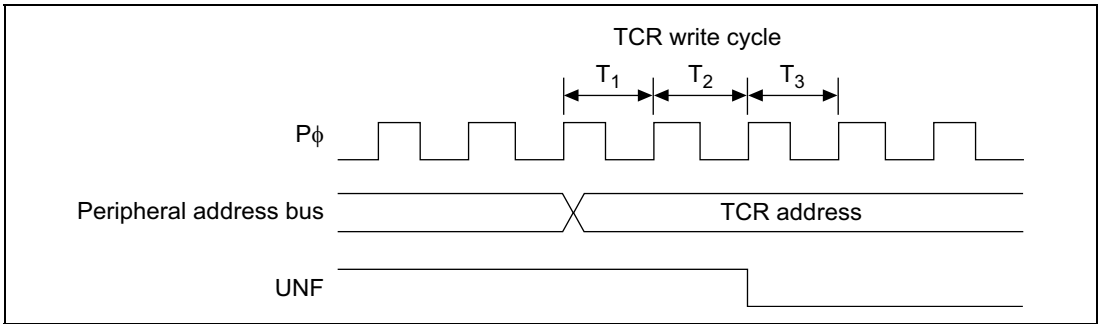 TCR write cycle
T1 T2 T3
Pϕ
Peripheral address bus
TCR address
UNF